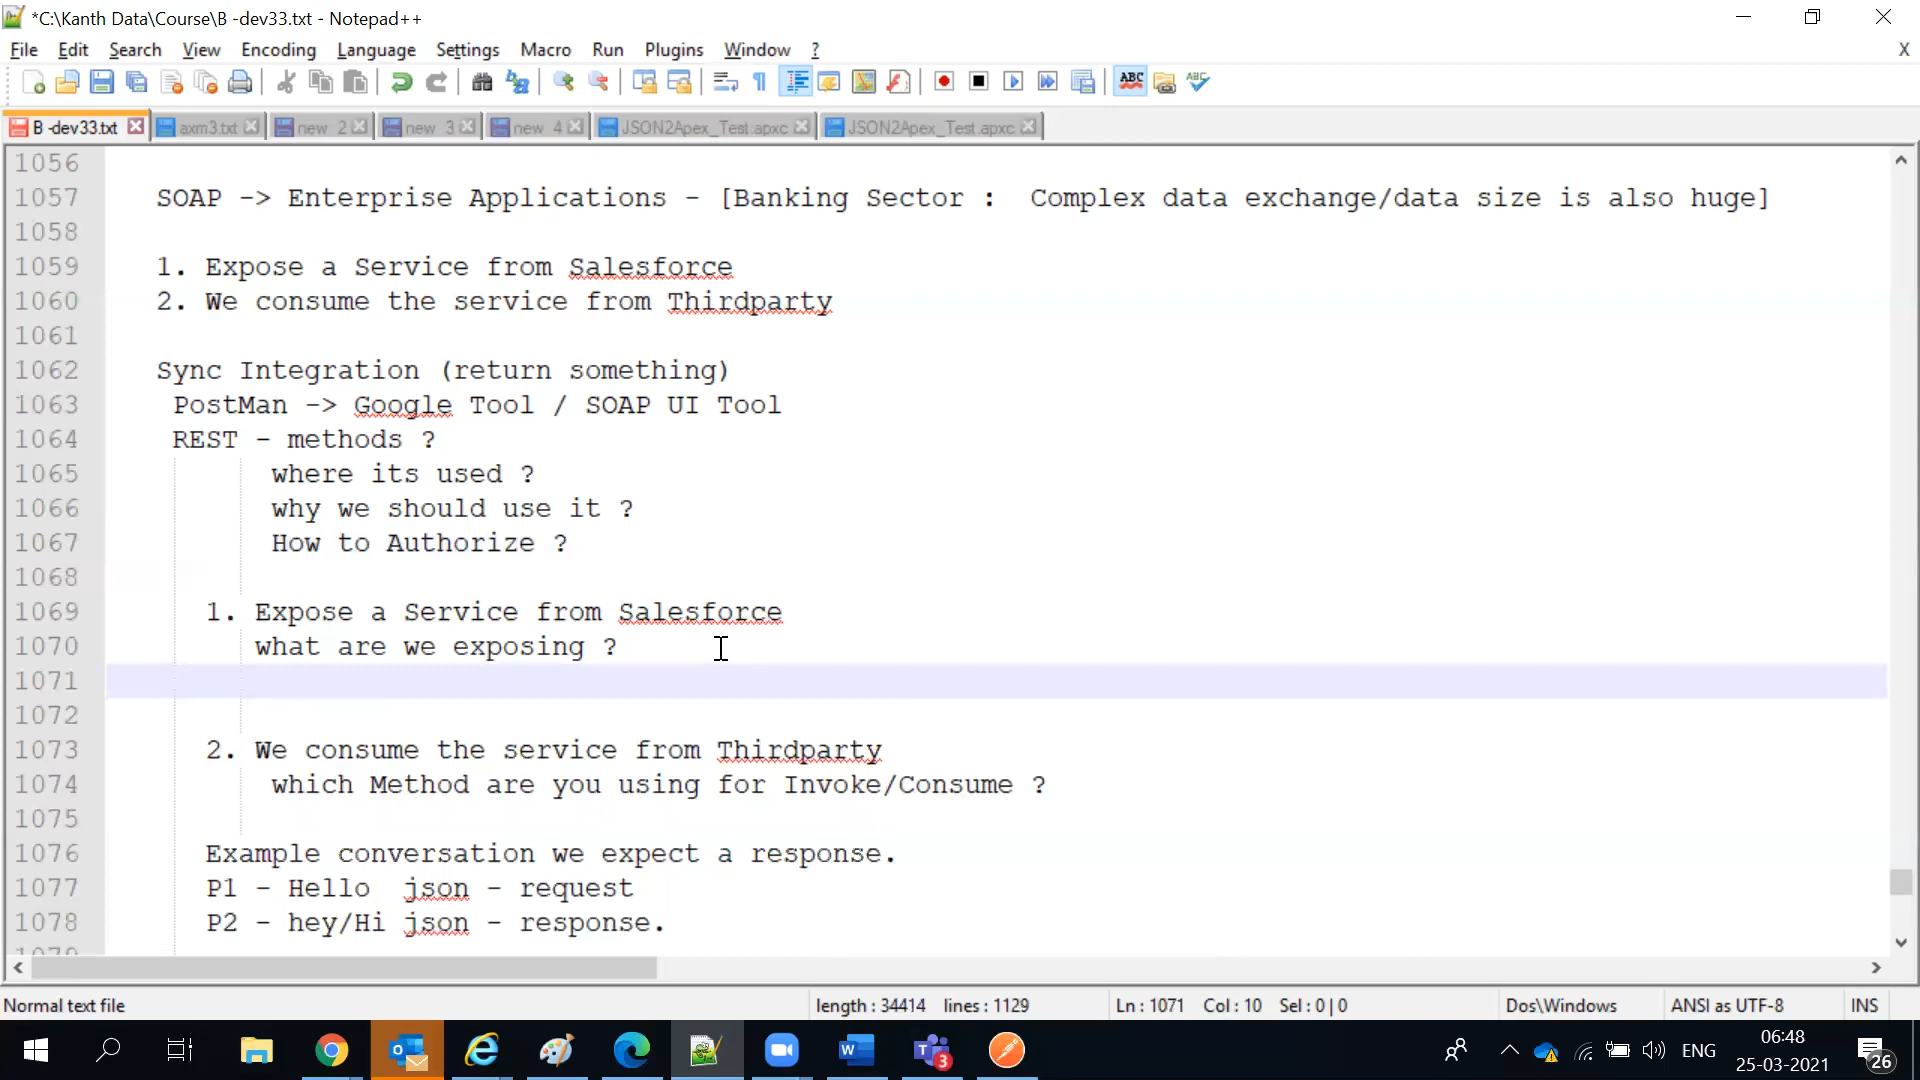 *C:\Kanth Data\Course\B -dev33.txt - Notepad++
File Edit Search View Encoding Language Settings Macro Run Plugins Window ? X
ABC ABC
B -dev33.txt axm3.txt new 2 new 3 new 4 JSON2Apex_Test.apxc JSON2Apex_Test.apxc
1056
1057 SOAP -> Enterprise Applications - [Banking Sector : Complex data exchange/data size is also huge]
1058
1059 1. Expose a Service from Salesforce
1060 2. We consume the service from Thirdparty
1061
1062 Sync Integration (return something)
1063 PostMan -> Google Tool / SOAP UI Tool
1064 REST - methods ?
1065 where its used ?
1066 why we should use it ?
1067 How to Authorize ?
1068
1069 1. Expose a Service from Salesforce
1070 what are we exposing ?
1071
1072
1073 2. We consume the service from Thirdparty
1074 which Method are you using for Invoke/Consume ?
1075
1076 Example conversation we expect a response.
1077 P1 - Hello json - request
1078 P2 - hey/Hi json - response.
1079
Normal text file length : 34414 lines : 1129 Ln : 1071 Col : 10 Sel : 0 | 0 Dos\Windows ANSI as UTF-8 INS
3 ENG 06:48
25-03-2021 26